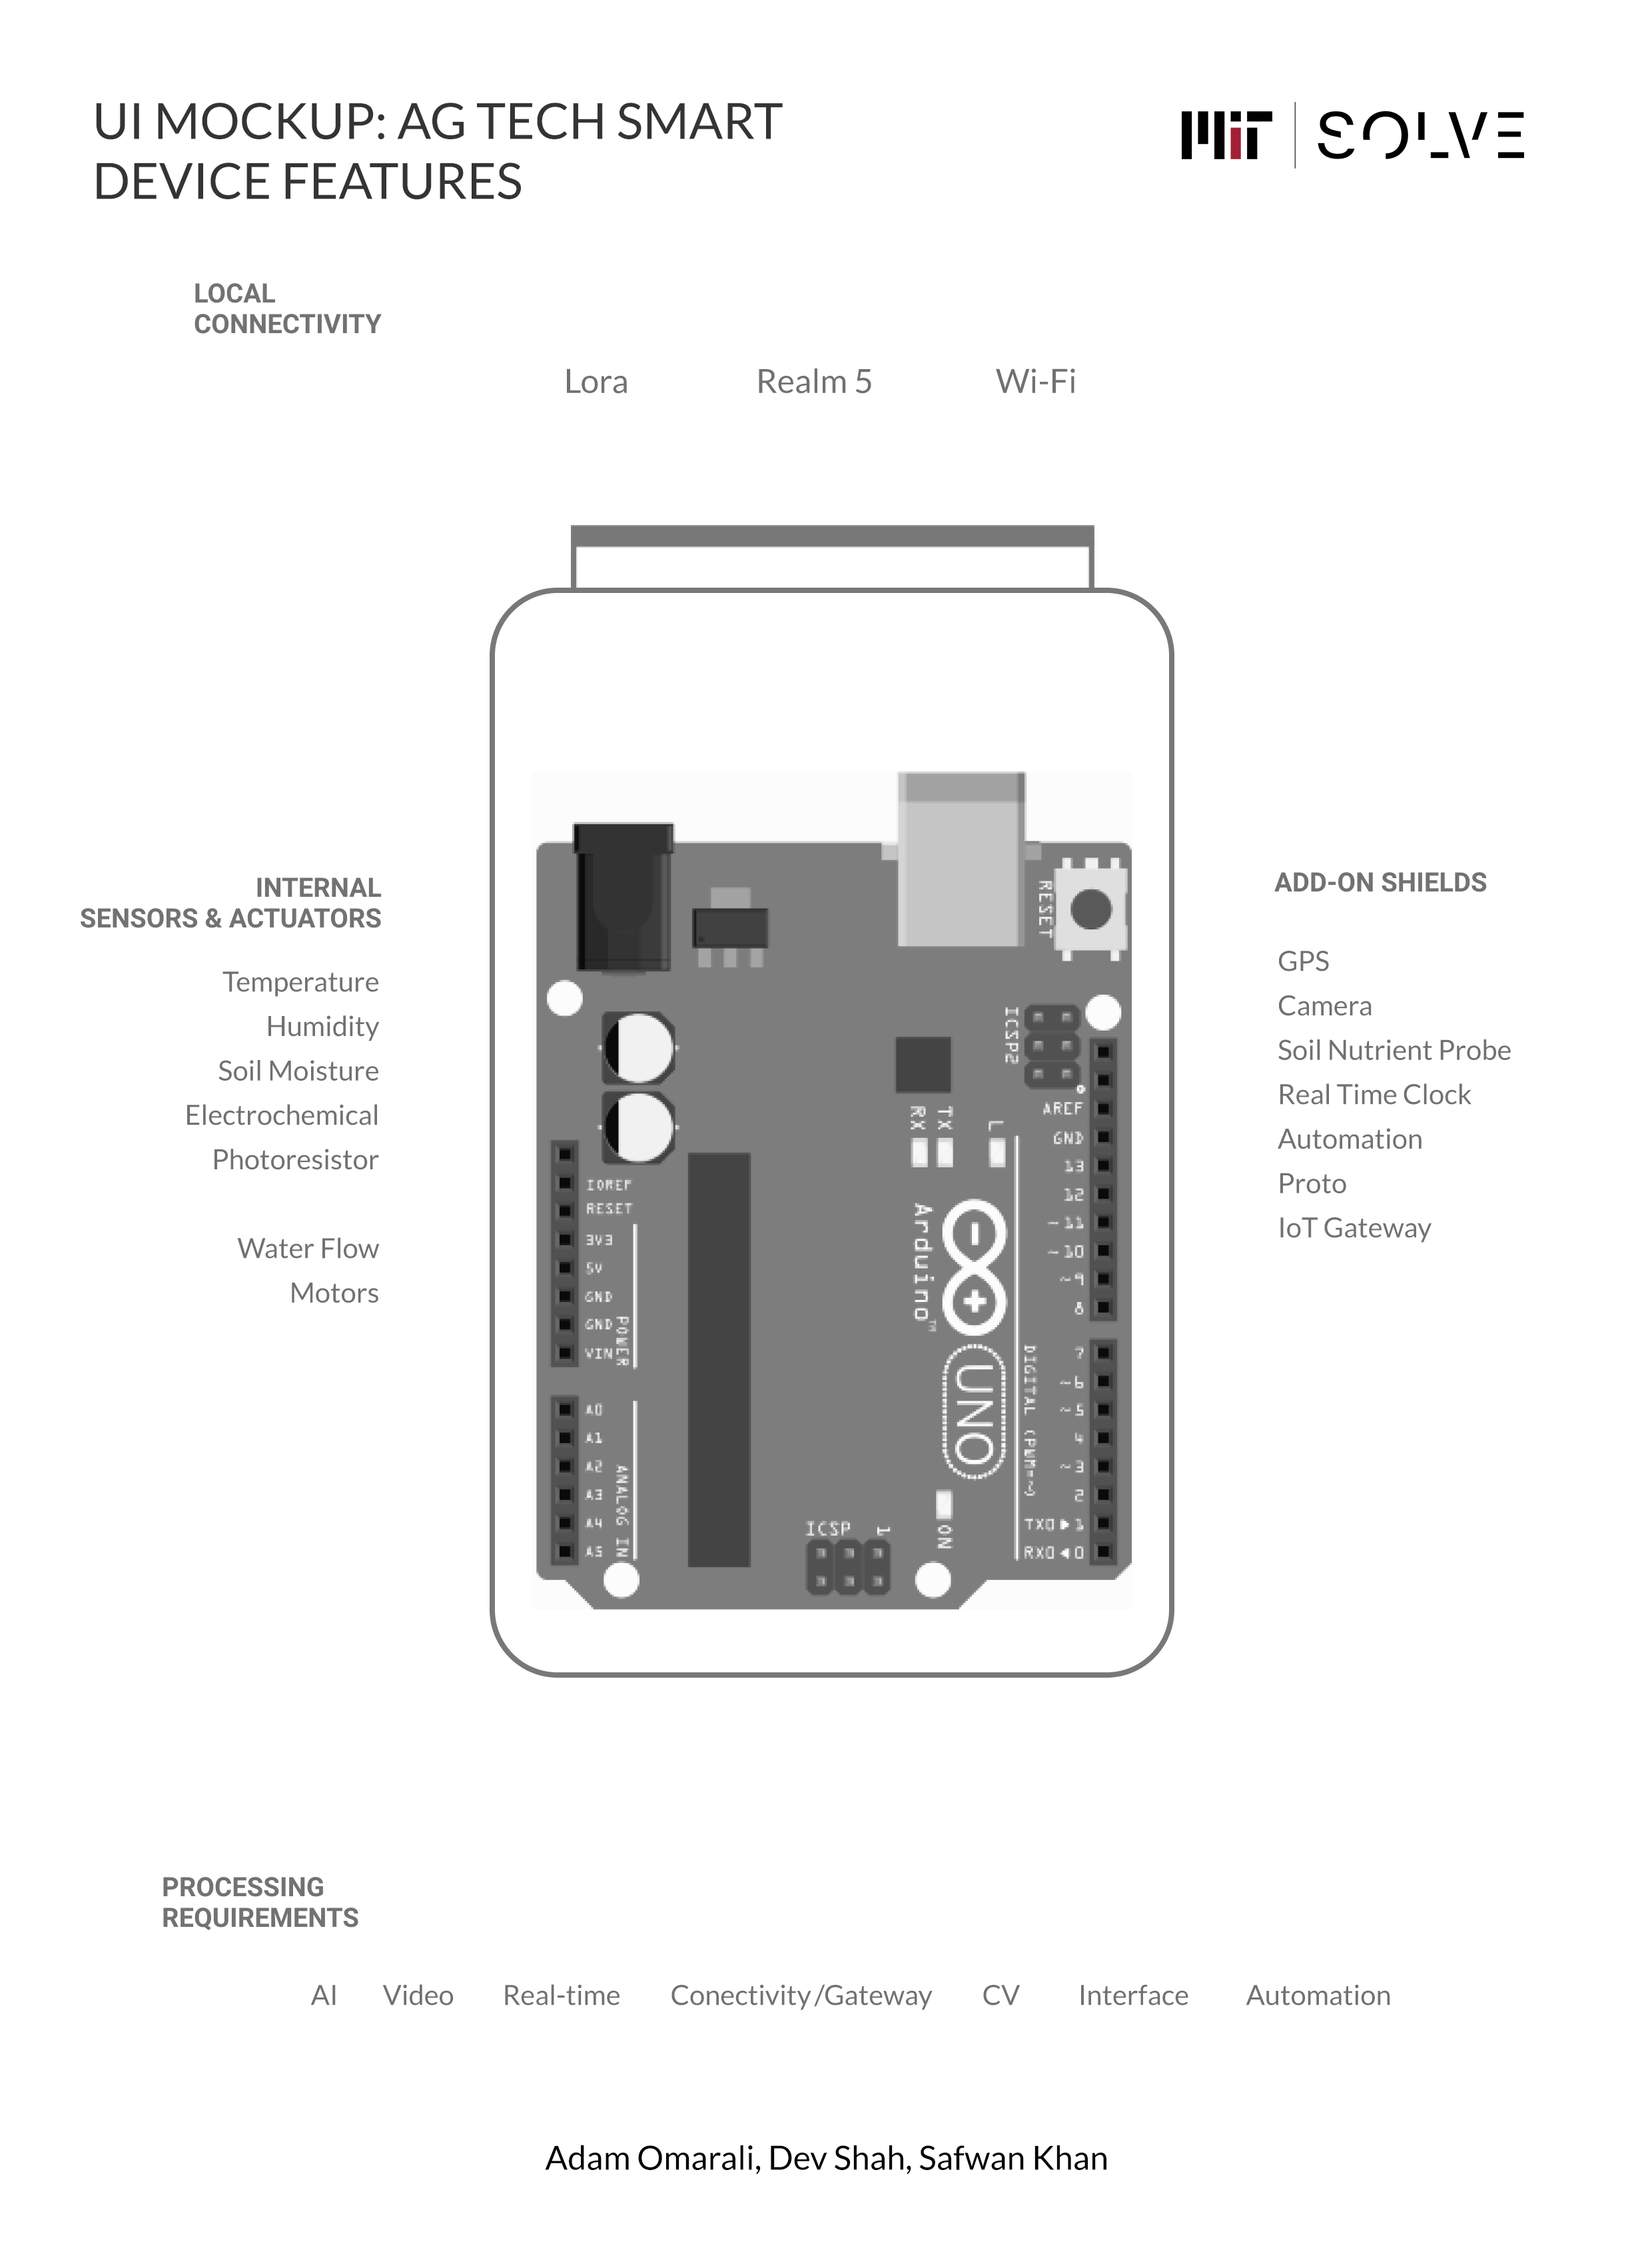 UI MOCKUP: AG TECH SMART
DEVICE FEATURES
MIT SOLVE
LOCAL
CONNECTIVITY
Lora
Realm 5
Wi-Fi
INTERNAL
SENSORS & ACTUATORS
Temperature
Humidity
Soil Moisture
Electrochemical
Photoresistor
Water Flow
Motors
RESET
ICSP2
RX
TX
L
IOREF
RESET
3V3
5V
GND
GND
VIN
POWER
A0
A1
A2
A3
A4
A5
ANALOG IN
Arduino™
UNO
ON
ICSP
1
AREF
GND
13
12
~11
~10
~9
8
7
~6
~5
4
~3
2
TX0▶1
RX0◀0
DIGITAL (PWM=~)
ADD-ON SHIELDS
GPS
Camera
Soil Nutrient Probe
Real Time Clock
Automation
Proto
IoT Gateway
PROCESSING
REQUIREMENTS
AI
Video
Real-time
Conectivity/Gateway
CV
Interface
Automation
Adam Omarali, Dev Shah, Safwan Khan